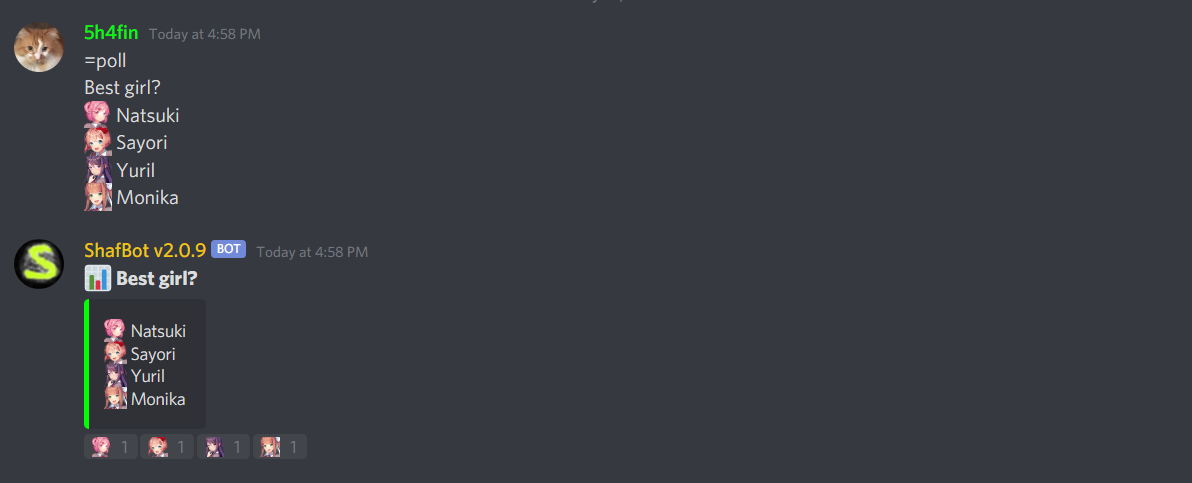 5h4fin Today at 4:58 PM
=poll
Best girl?
Natsuki
Sayori
Yuril
Monika
ShafBot v2.0.9 BOT Today at 4:58 PM
Best girl?
Natsuki
Sayori
Yuril
Monika
1 1 1 1